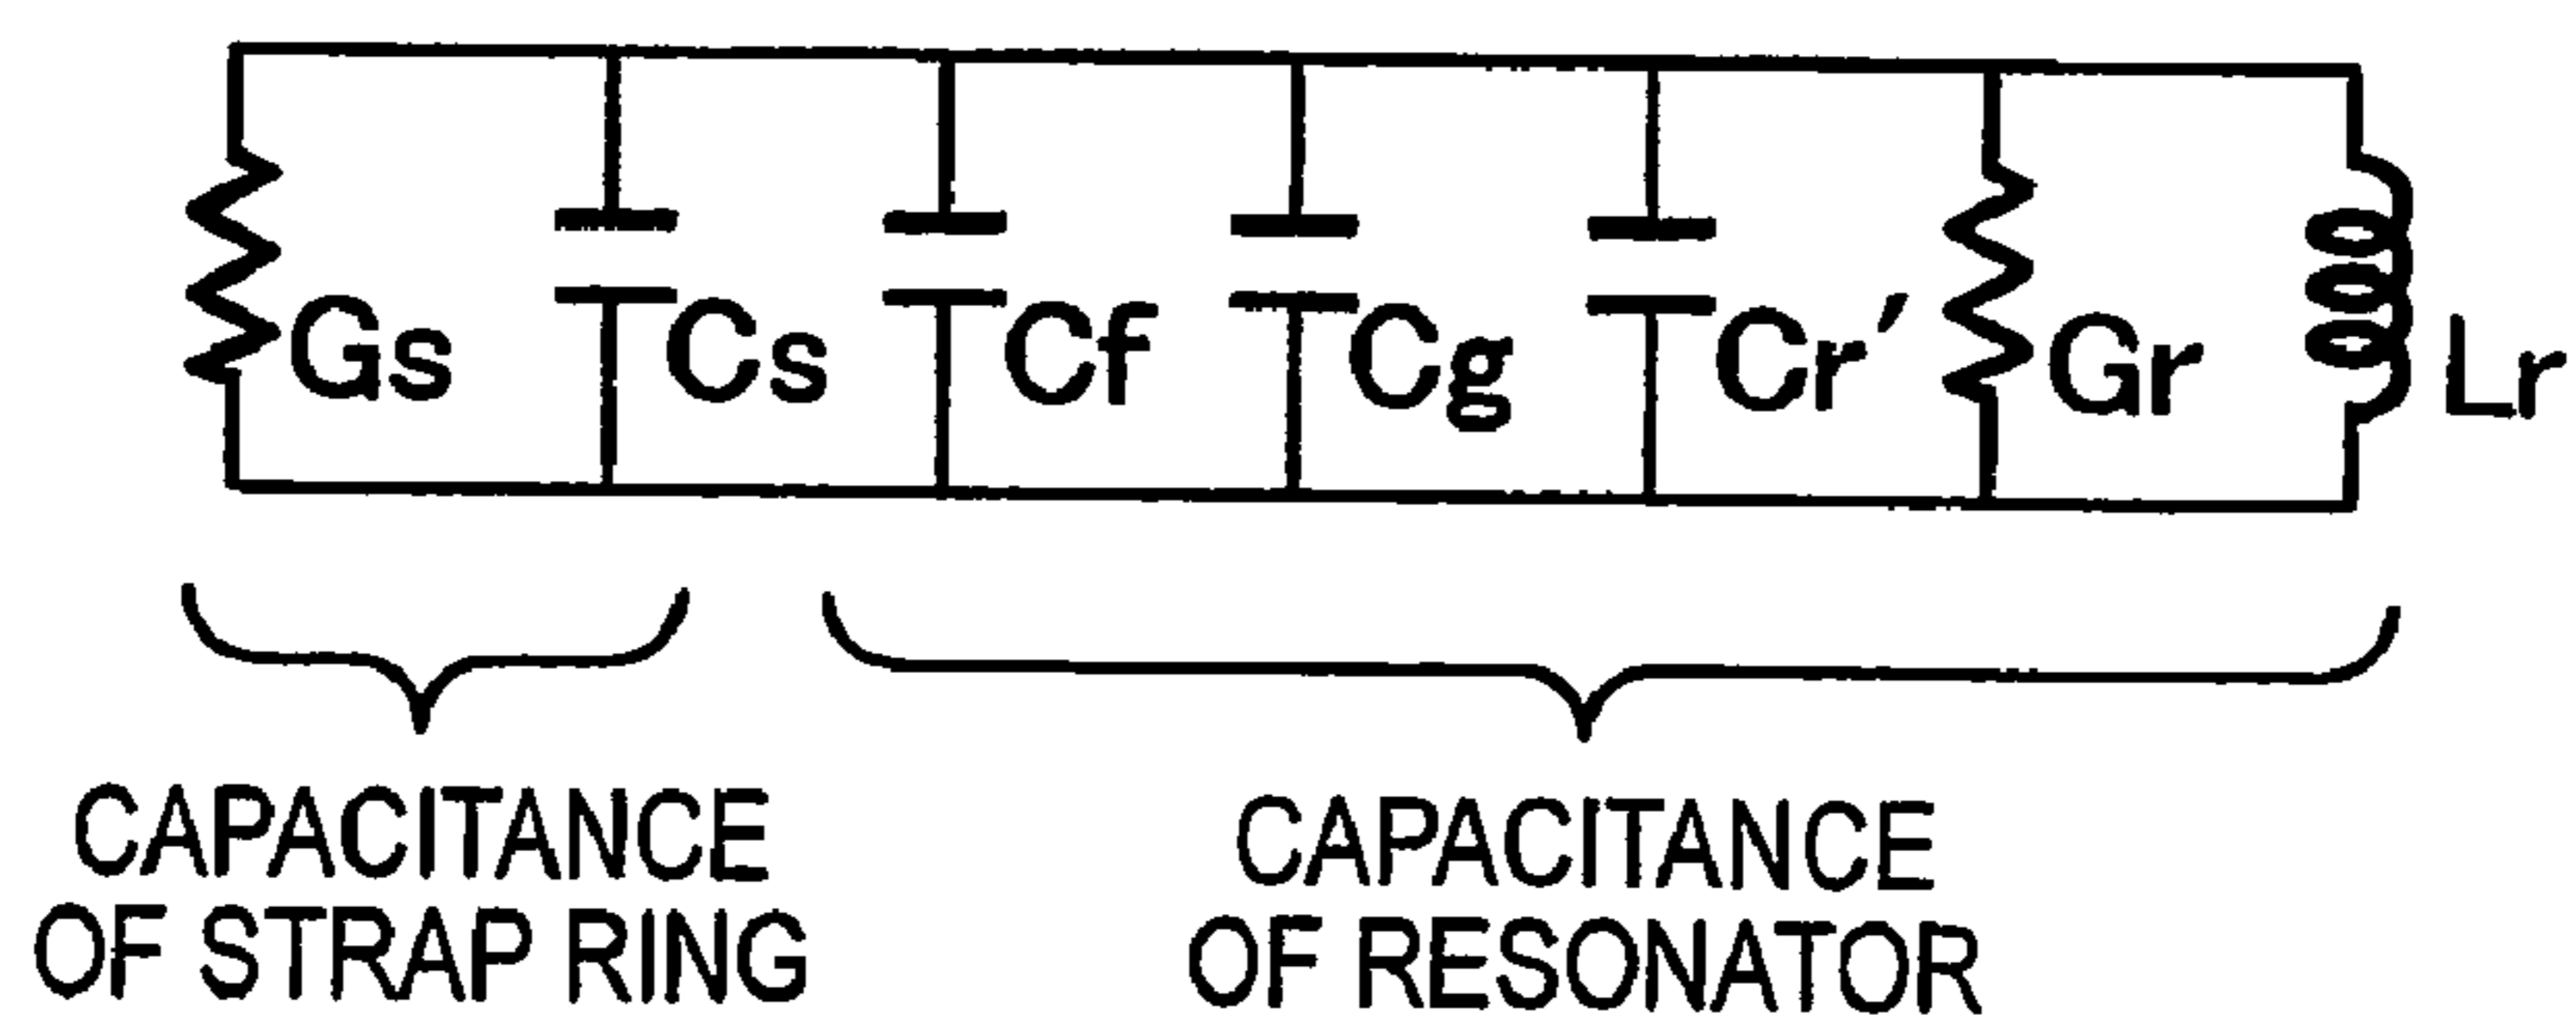 Gs Cs Cf Cg Cr′ Gr Lr
CAPACITANCE
OF STRAP RING
CAPACITANCE
OF RESONATOR